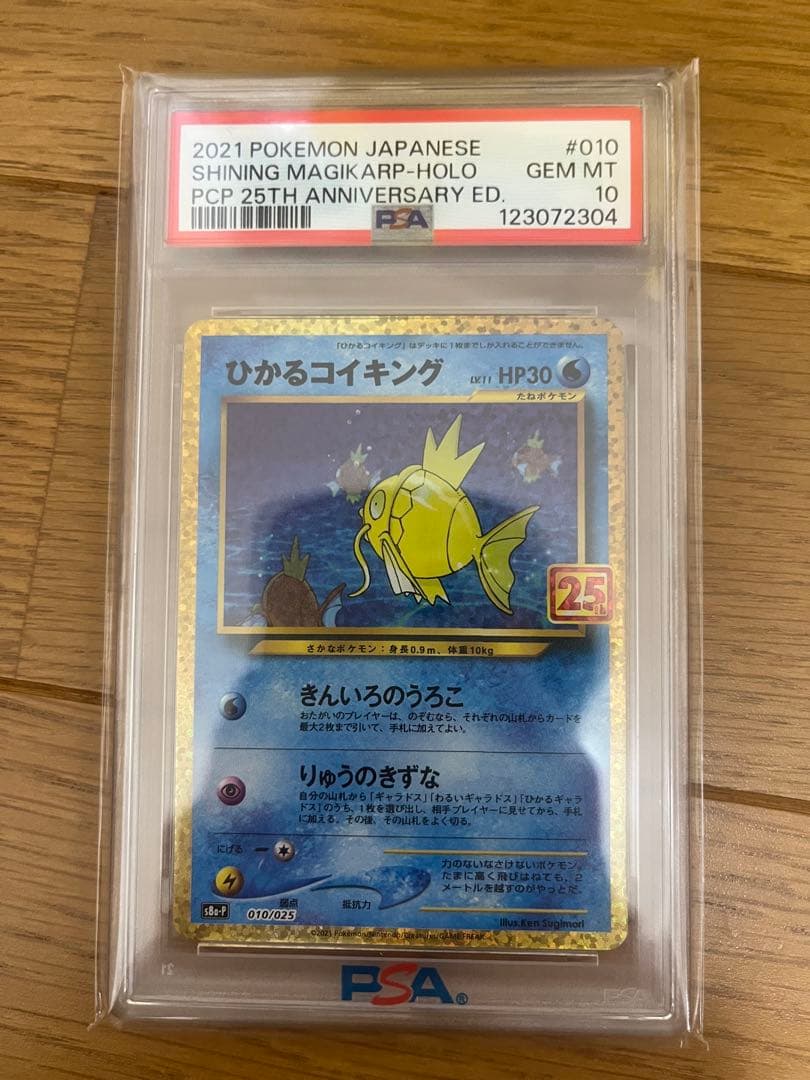 2021 POKEMON JAPANESE #010
SHINING MAGIKARP-HOLO GEM MT
PCP 25TH ANNIVERSARY ED. 10
PSA 123072304
「ひかるコイキング」はデッキに1枚までしか入れることができません。
ひかるコイキング LV.11 HP30
たねポケモン
25th
さかなポケモン:身長0.9m、体重10kg
きんいろのうろこ
おたがいのプレイヤーは、のぞむなら、それぞれの山札からカードを
最大2枚まで引いて、手札に加えてよい。
りゅうのきずな
自分の山札から「ギャラドス」「わるいギャラドス」「ひかるギャラ
ドス」のうち、1枚を選び出し、相手プレイヤーに見せてから、手札
に加える。その後、その山札をよく切る。
にげる
力のないなさけないポケモン。
たまに高く飛びはねても、2
メートルを越すのがやっとだ。
弱点 抵抗力
s8a-P 010/025
Illus.Ken Sugimori
©2021 Pokémon/Nintendo/Creatures/GAME FREAK
PSA®
PSA